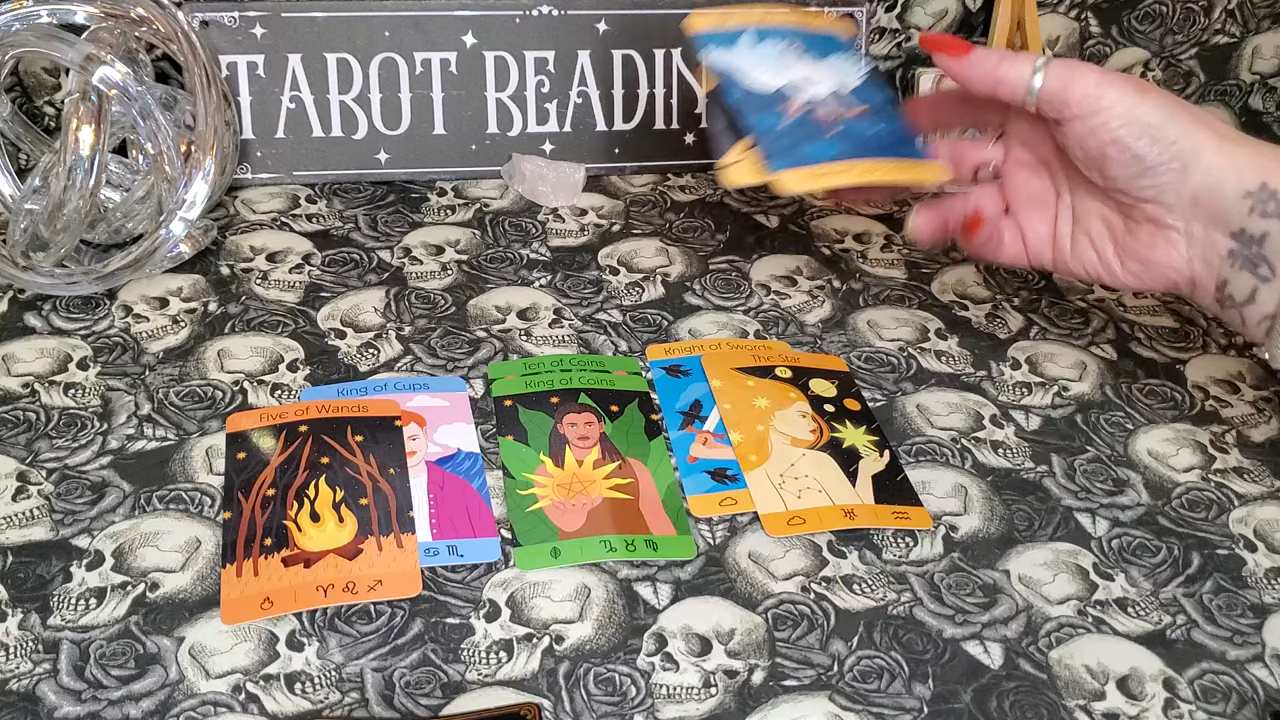 TAROT READIN
Knight of Swords
The Star
17
Ten of Coins
King of Coins
King of Cups
Five of Wands